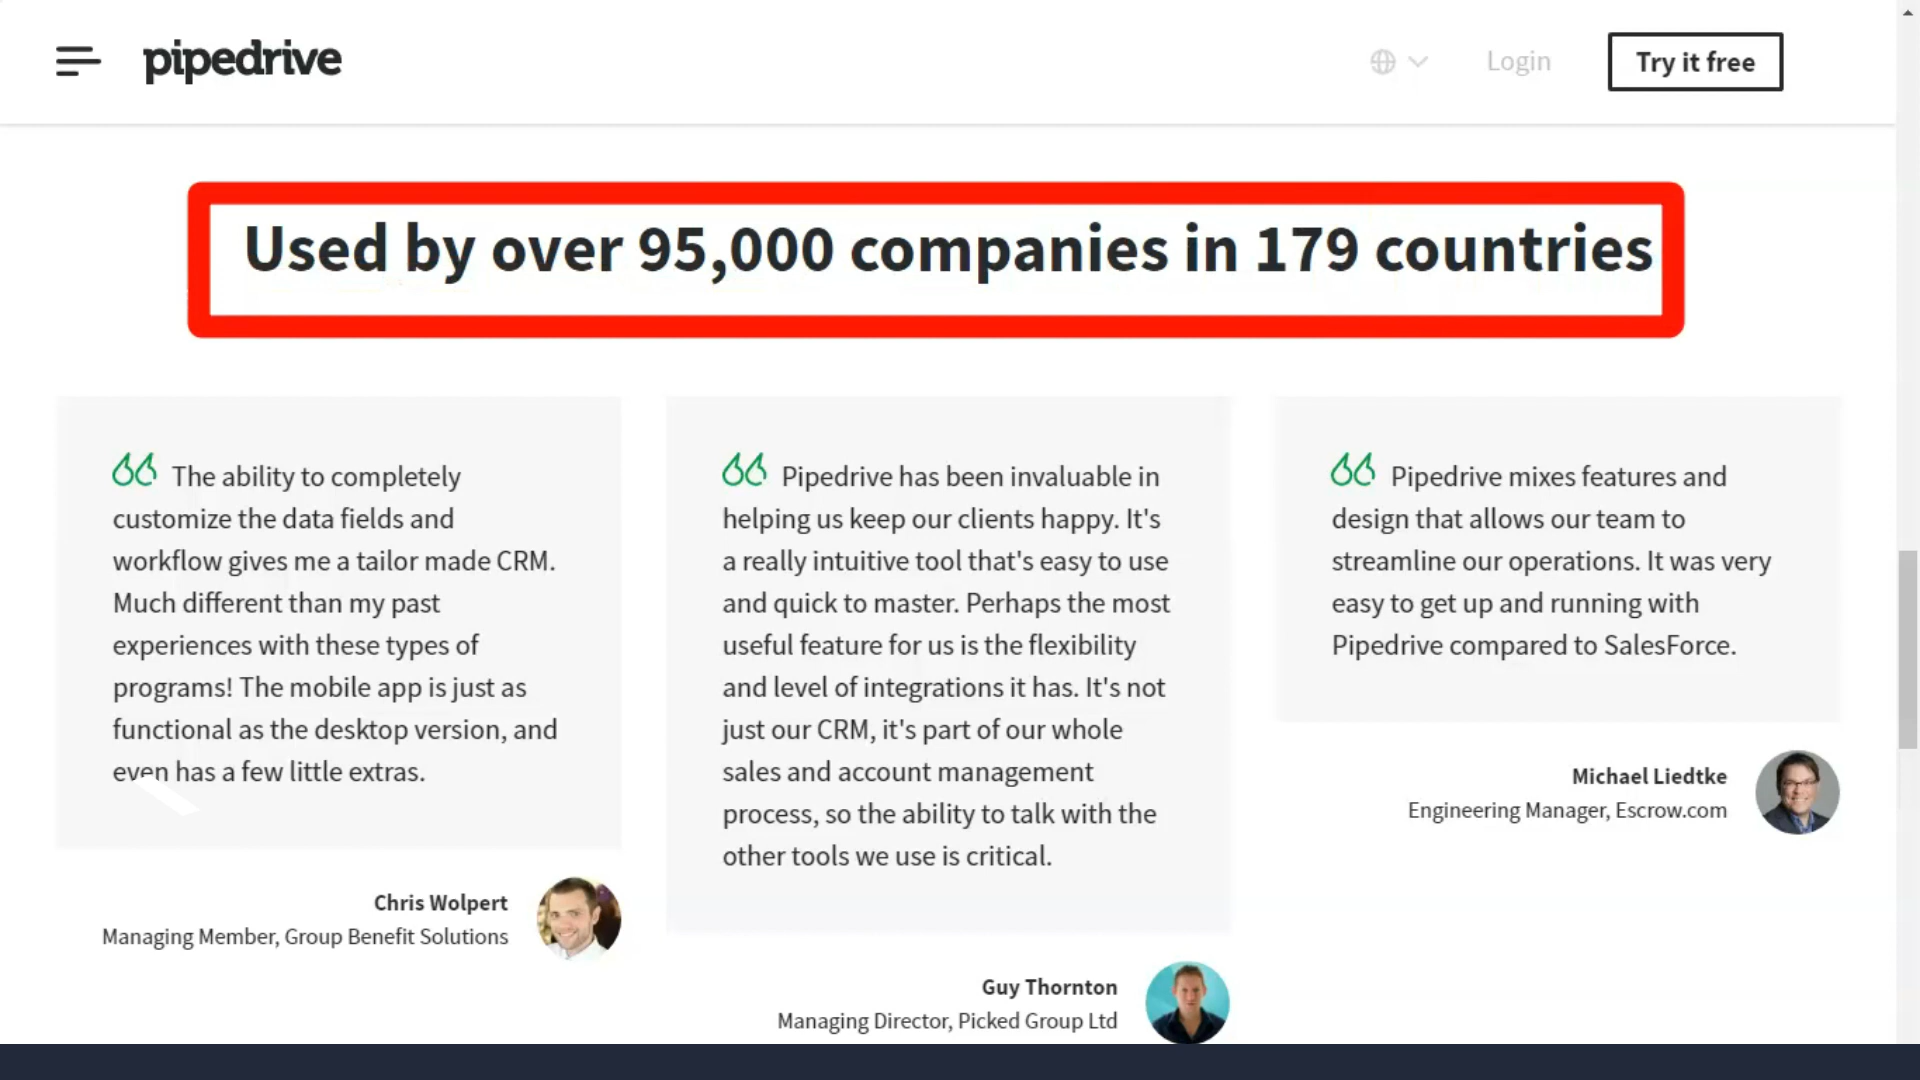 pipedrive
Login
Try it free
Used by over 95,000 companies in 179 countries
The ability to completely
customize the data fields and
workflow gives me a tailor made CRM.
Much different than my past
experiences with these types of
programs! The mobile app is just as
functional as the desktop version, and
even has a few little extras.
Chris Wolpert
Managing Member, Group Benefit Solutions
Pipedrive has been invaluable in
helping us keep our clients happy. It's
a really intuitive tool that's easy to use
and quick to master. Perhaps the most
useful feature for us is the flexibility
and level of integrations it has. It's not
just our CRM, it's part of our whole
sales and account management
process, so the ability to talk with the
other tools we use is critical.
Guy Thornton
Managing Director, Picked Group Ltd
Pipedrive mixes features and
design that allows our team to
streamline our operations. It was very
easy to get up and running with
Pipedrive compared to SalesForce.
Michael Liedtke
Engineering Manager, Escrow.com